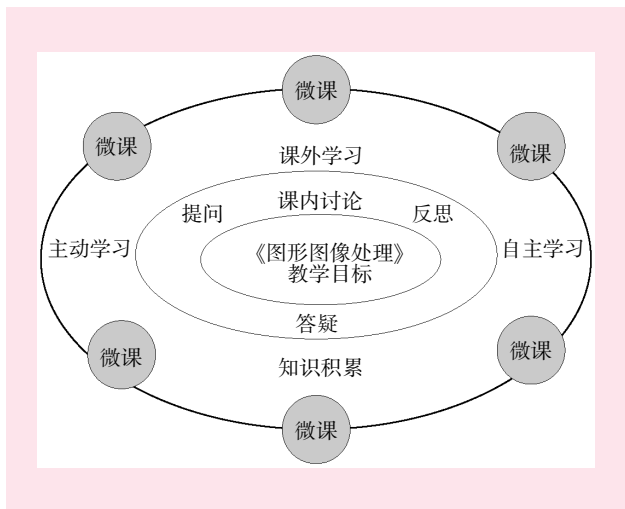 微课
微课
微课
课外学习
课内讨论
提问
反思
主动学习
《图形图像处理》
教学目标
自主学习
答疑
微课
微课
知识积累
微课